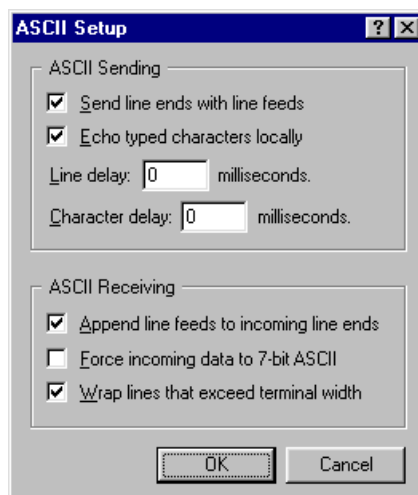 ASCII Setup ? X
ASCII Sending
Send line ends with line feeds
Echo typed characters locally
Line delay: 0 milliseconds.
Character delay: 0 milliseconds.
ASCII Receiving
Append line feeds to incoming line ends
Force incoming data to 7-bit ASCII
Wrap lines that exceed terminal width
OK Cancel